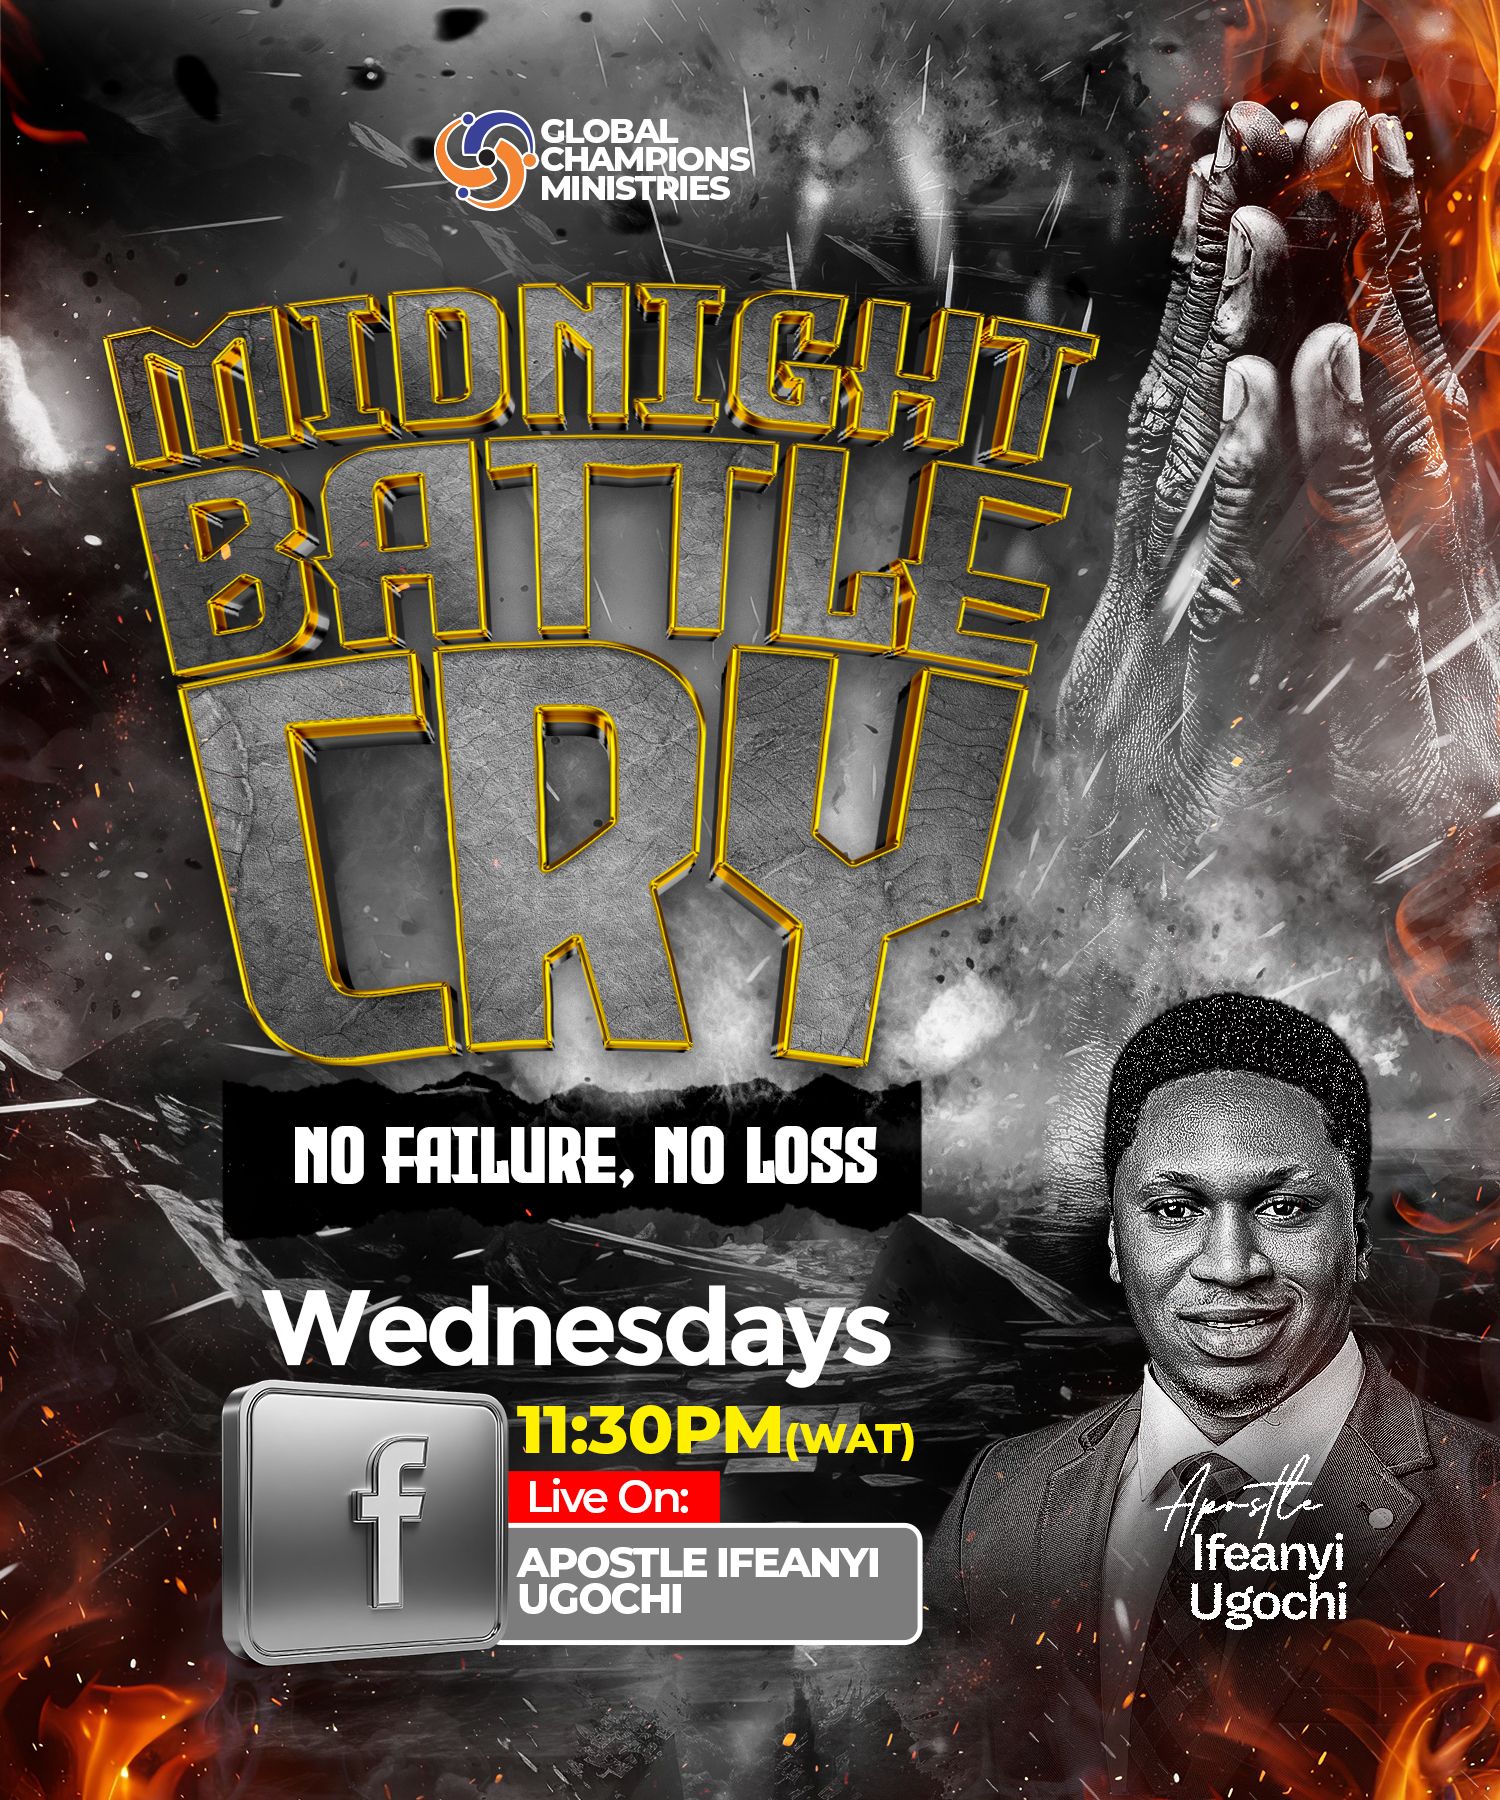 GLOBAL
CHAMPIONS
MINISTRIES
MIDNIGHT
BATTLE
CRY
NO FAILURE, NO LOSS
Wednesdays
11:30PM(WAT)
Live On:
f
APOSTLE IFEANYI
UGOCHI
Apostle
Ifeanyi
Ugochi